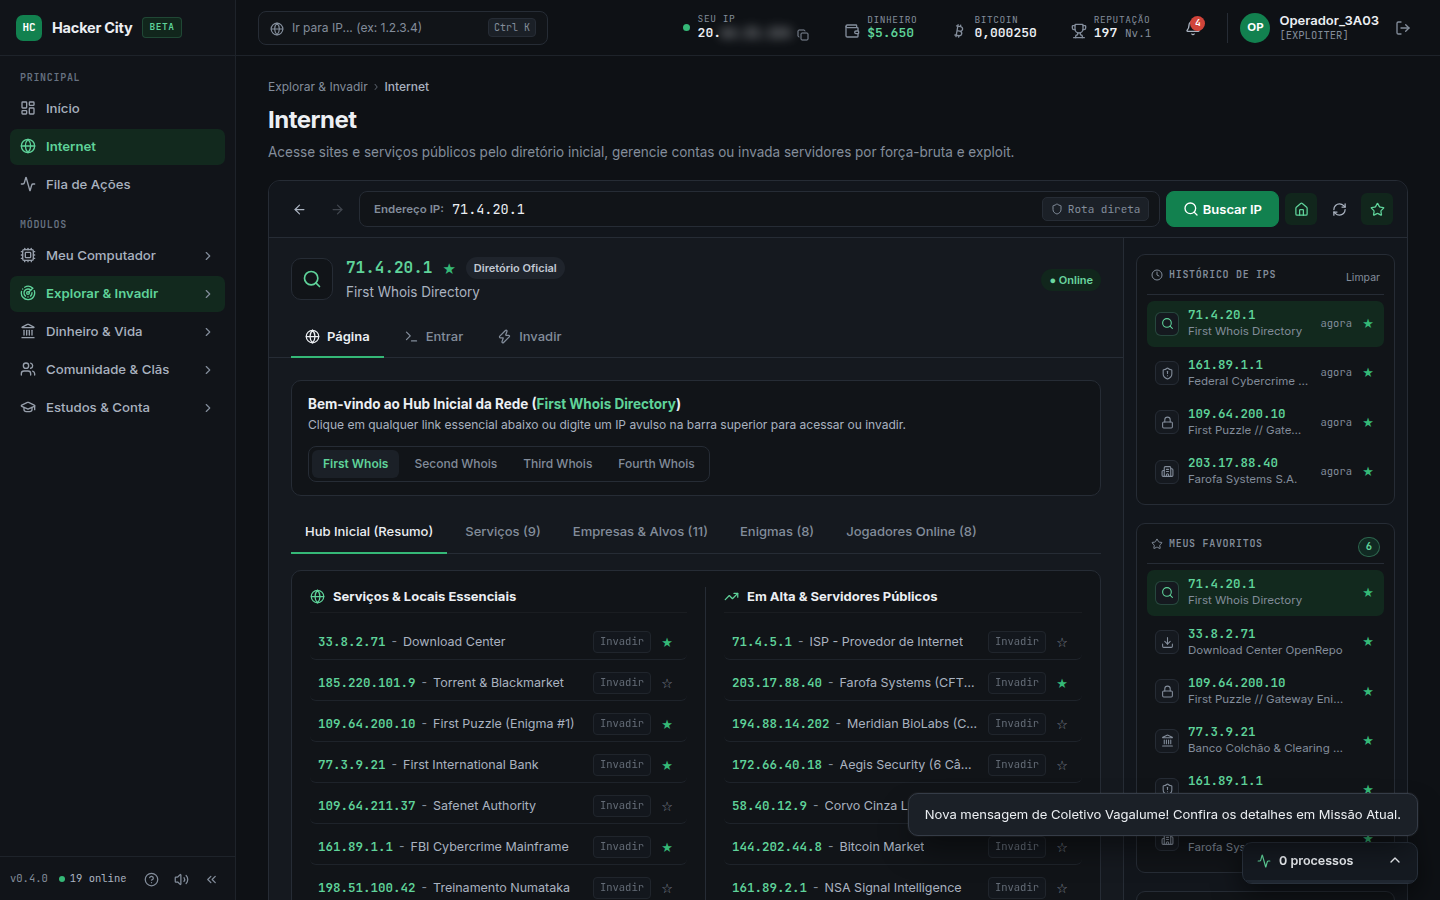 HC Hacker City BETA
Ir para IP... (ex: 1.2.3.4) Ctrl K
SEU IP
20.
DINHEIRO
$5.650
BITCOIN
0,000250
REPUTAÇÃO
197 Nv.1
4
OP
Operador_3A03
[EXPLOITER]
PRINCIPAL
Início
Internet
Fila de Ações
MÓDULOS
Meu Computador
Explorar & Invadir
Dinheiro & Vida
Comunidade & Clãs
Estudos & Conta
v0.4.0 19 online
Explorar & Invadir › Internet
Internet
Acesse sites e serviços públicos pelo diretório inicial, gerencie contas ou invada servidores por força-bruta e exploit.
Endereço IP: 71.4.20.1 Rota direta Buscar IP
71.4.20.1 ★ Diretório Oficial
First Whois Directory
● Online
Página Entrar Invadir
Bem-vindo ao Hub Inicial da Rede (First Whois Directory)
Clique em qualquer link essencial abaixo ou digite um IP avulso na barra superior para acessar ou invadir.
First Whois Second Whois Third Whois Fourth Whois
Hub Inicial (Resumo) Serviços (9) Empresas & Alvos (11) Enigmas (8) Jogadores Online (8)
Serviços & Locais Essenciais
33.8.2.71 - Download Center Invadir ★
185.220.101.9 - Torrent & Blackmarket Invadir ☆
109.64.200.10 - First Puzzle (Enigma #1) Invadir ★
77.3.9.21 - First International Bank Invadir ★
109.64.211.37 - Safenet Authority Invadir ☆
161.89.1.1 - FBI Cybercrime Mainframe Invadir ★
198.51.100.42 - Treinamento Numataka Invadir ☆
Em Alta & Servidores Públicos
71.4.5.1 - ISP - Provedor de Internet Invadir ☆
203.17.88.40 - Farofa Systems (CFT... Invadir ★
194.88.14.202 - Meridian BioLabs (C... Invadir ☆
172.66.40.18 - Aegis Security (6 Câ... Invadir ☆
58.40.12.9 - Corvo Cinza L
144.202.44.8 - Bitcoin Market Invadir ☆
161.89.2.1 - NSA Signal Intelligence Invadir ☆
HISTÓRICO DE IPS Limpar
71.4.20.1
First Whois Directory agora ★
161.89.1.1
Federal Cybercrime ... agora ★
109.64.200.10
First Puzzle // Gate... agora ★
203.17.88.40
Farofa Systems S.A. agora ★
MEUS FAVORITOS 6
71.4.20.1
First Whois Directory ★
33.8.2.71
Download Center OpenRepo ★
109.64.200.10
First Puzzle // Gateway Eni... ★
77.3.9.21
Banco Colchão & Clearing ... ★
161.89.1.1
Nova mensagem de Coletivo Vagalume! Confira os detalhes em Missão Atual.
Farofa Sys
0 processos